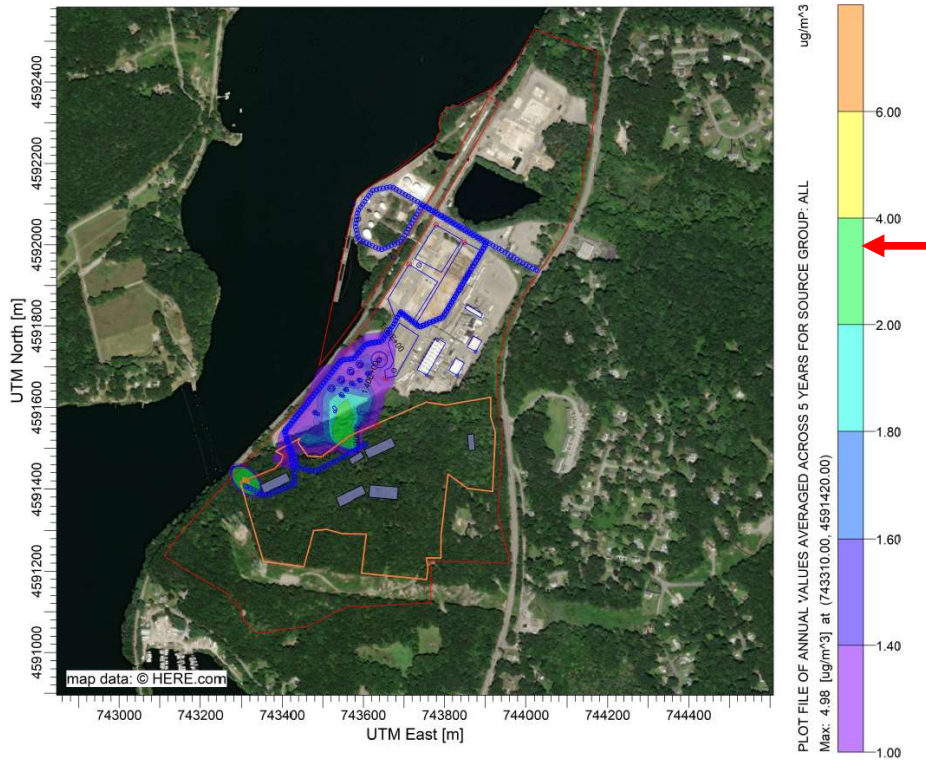 ug/m^3
6.00
4.00
2.00
1.80
1.60
1.40
1.00
PLOT FILE OF ANNUAL VALUES AVERAGED ACROSS 5 YEARS FOR SOURCE GROUP: ALL
Max: 4.98 [ug/m^3] at (743310.00, 4591420.00)
UTM North [m]
4592400
4592200
4592000
4591800
4591600
4591400
4591200
4591000
map data: © HERE.com
743000 743200 743400 743600 743800 744000 744200 744400
UTM East [m]